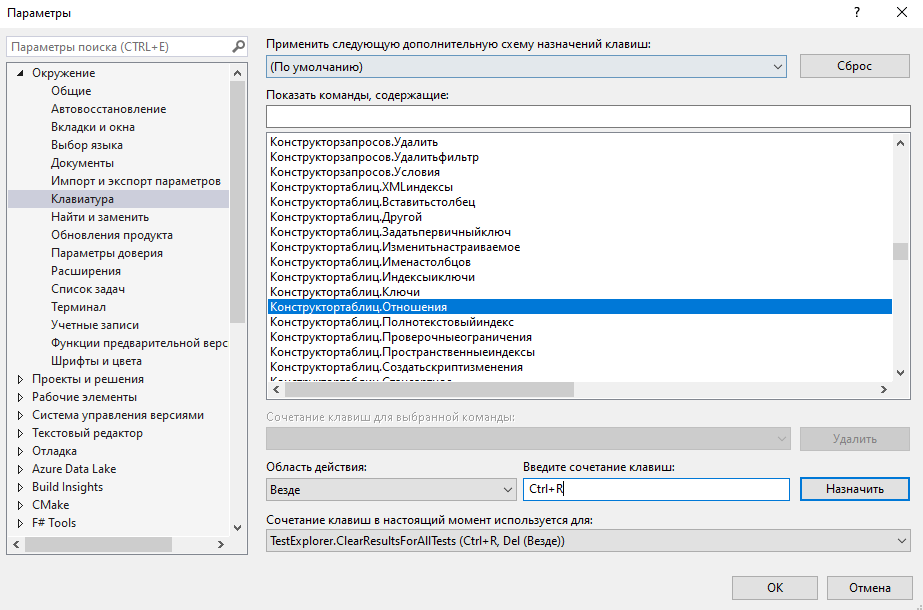 Параметры
?
Параметры поиска (CTRL+E)
Окружение
Общие
Автовосстановление
Вкладки и окна
Выбор языка
Документы
Импорт и экспорт параметров
Клавиатура
Найти и заменить
Обновления продукта
Параметры доверия
Расширения
Список задач
Терминал
Учетные записи
Функции предварительной верс
Шрифты и цвета
Проекты и решения
Рабочие элементы
Система управления версиями
Текстовый редактор
Отладка
Azure Data Lake
Build Insights
CMake
F# Tools
Применить следующую дополнительную схему назначений клавиш:
(По умолчанию)
Сброс
Показать команды, содержащие:
Конструкторзапросов.Удалить
Конструкторзапросов.Удалитьфильтр
Конструкторзапросов.Условия
Конструктортаблиц.XMLиндексы
Конструктортаблиц.Вставитьстолбец
Конструктортаблиц.Другой
Конструктортаблиц.Задатьпервичныйключ
Конструктортаблиц.Изменитьнастраиваемое
Конструктортаблиц.Именастолбцов
Конструктортаблиц.Индексыиключи
Конструктортаблиц.Ключи
Конструктортаблиц.Отношения
Конструктортаблиц.Полнотекстовыйиндекс
Конструктортаблиц.Проверочныеограничения
Конструктортаблиц.Пространственныеиндексы
Конструктортаблиц.Создатьскриптизменения
Сочетание клавиш для выбранной команды:
Удалить
Область действия:
Введите сочетание клавиш:
Везде
Ctrl+R
Назначить
Сочетание клавиш в настоящий момент используется для:
TestExplorer.ClearResultsForAllTests (Ctrl+R, Del (Везде))
ОК
Отмена